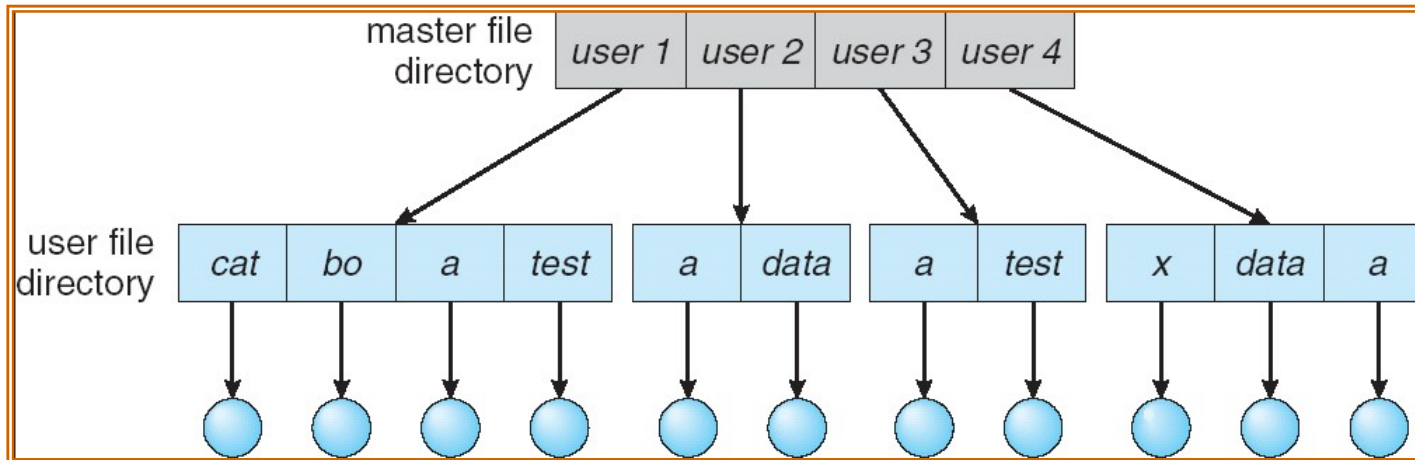 master file directory
user 1 user 2 user 3 user 4
user file directory
cat bo a test a data a test x data a